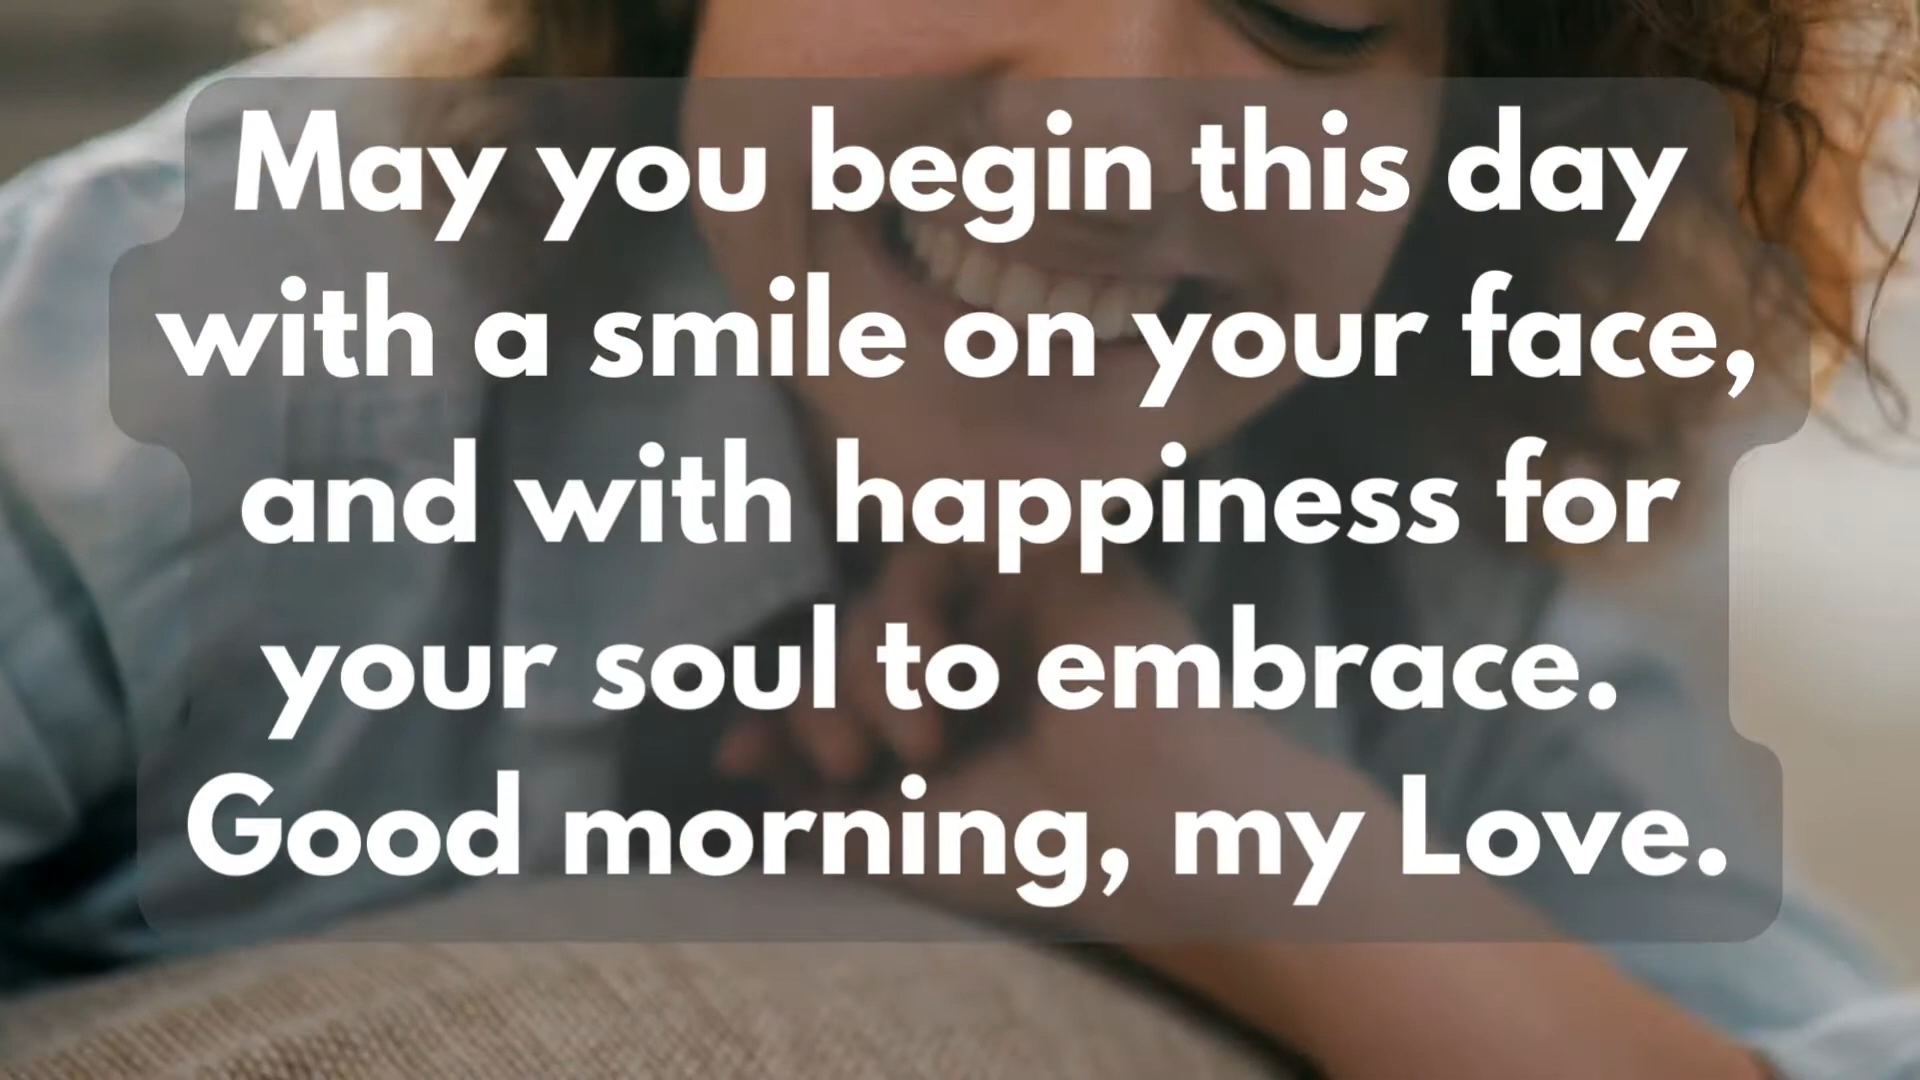 May you begin this day
with a smile on your face,
and with happiness for
your soul to embrace.
Good morning, my Love.